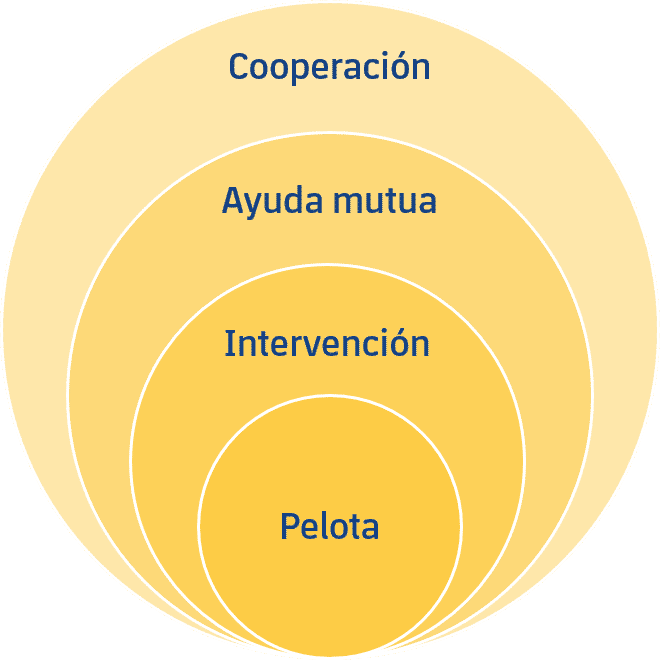 Cooperación
Ayuda mutua
Intervención
Pelota